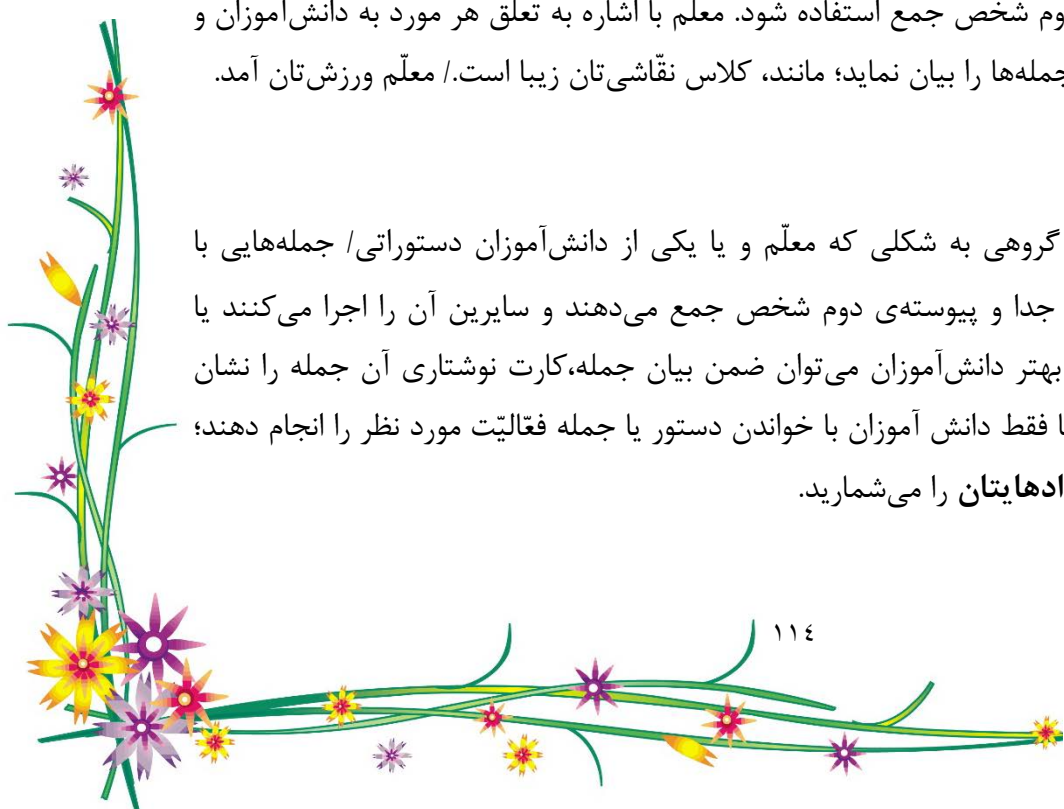 وم شخص جمع استفاده شود. معلّم با اشاره به تعلّق هر مورد به دانش‌آموزان و
جمله‌ها را بیان نماید؛ مانند، کلاس نقّاشی‌تان زیبا است./ معلّم ورزش‌تان آمد.
گروهی به شکلی که معلّم و یا یکی از دانش‌آموزان دستوراتی/ جمله‌هایی با
جدا و پیوسته‌ی دوم شخص جمع می‌دهند و سایرین آن را اجرا می‌کنند یا
بهتر دانش‌آموزان می‌توان ضمن بیان جمله،کارت نوشتاری آن جمله را نشان
ا فقط دانش آموزان با خواندن دستور یا جمله فعّالیّت مورد نظر را انجام دهند؛
ادهایتان را می‌شمارید.
١١٤